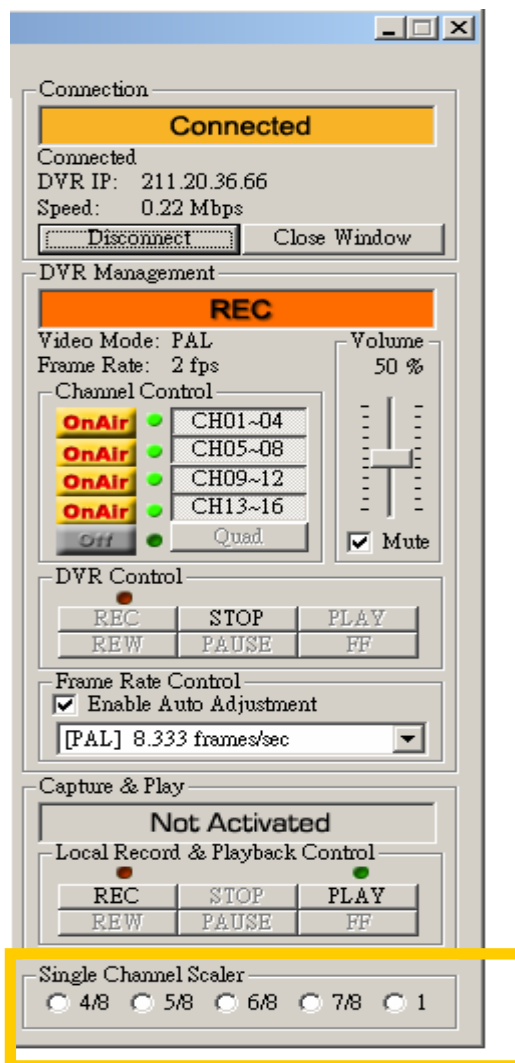 Connection
Connected
Connected
DVR IP: 211.20.36.66
Speed: 0.22 Mbps
Disconnect Close Window
DVR Management
REC
Video Mode: PAL
Frame Rate: 2 fps
Volume
50 %
Channel Control
OnAir CH01~04
OnAir CH05~08
OnAir CH09~12
OnAir CH13~16
Off Quad
Mute
DVR Control
REC STOP PLAY
REW PAUSE FF
Frame Rate Control
Enable Auto Adjustment
[PAL] 8.333 frames/sec
Capture & Play
Not Activated
Local Record & Playback Control
REC STOP PLAY
REW PAUSE FF
Single Channel Scaler
4/8 5/8 6/8 7/8 1